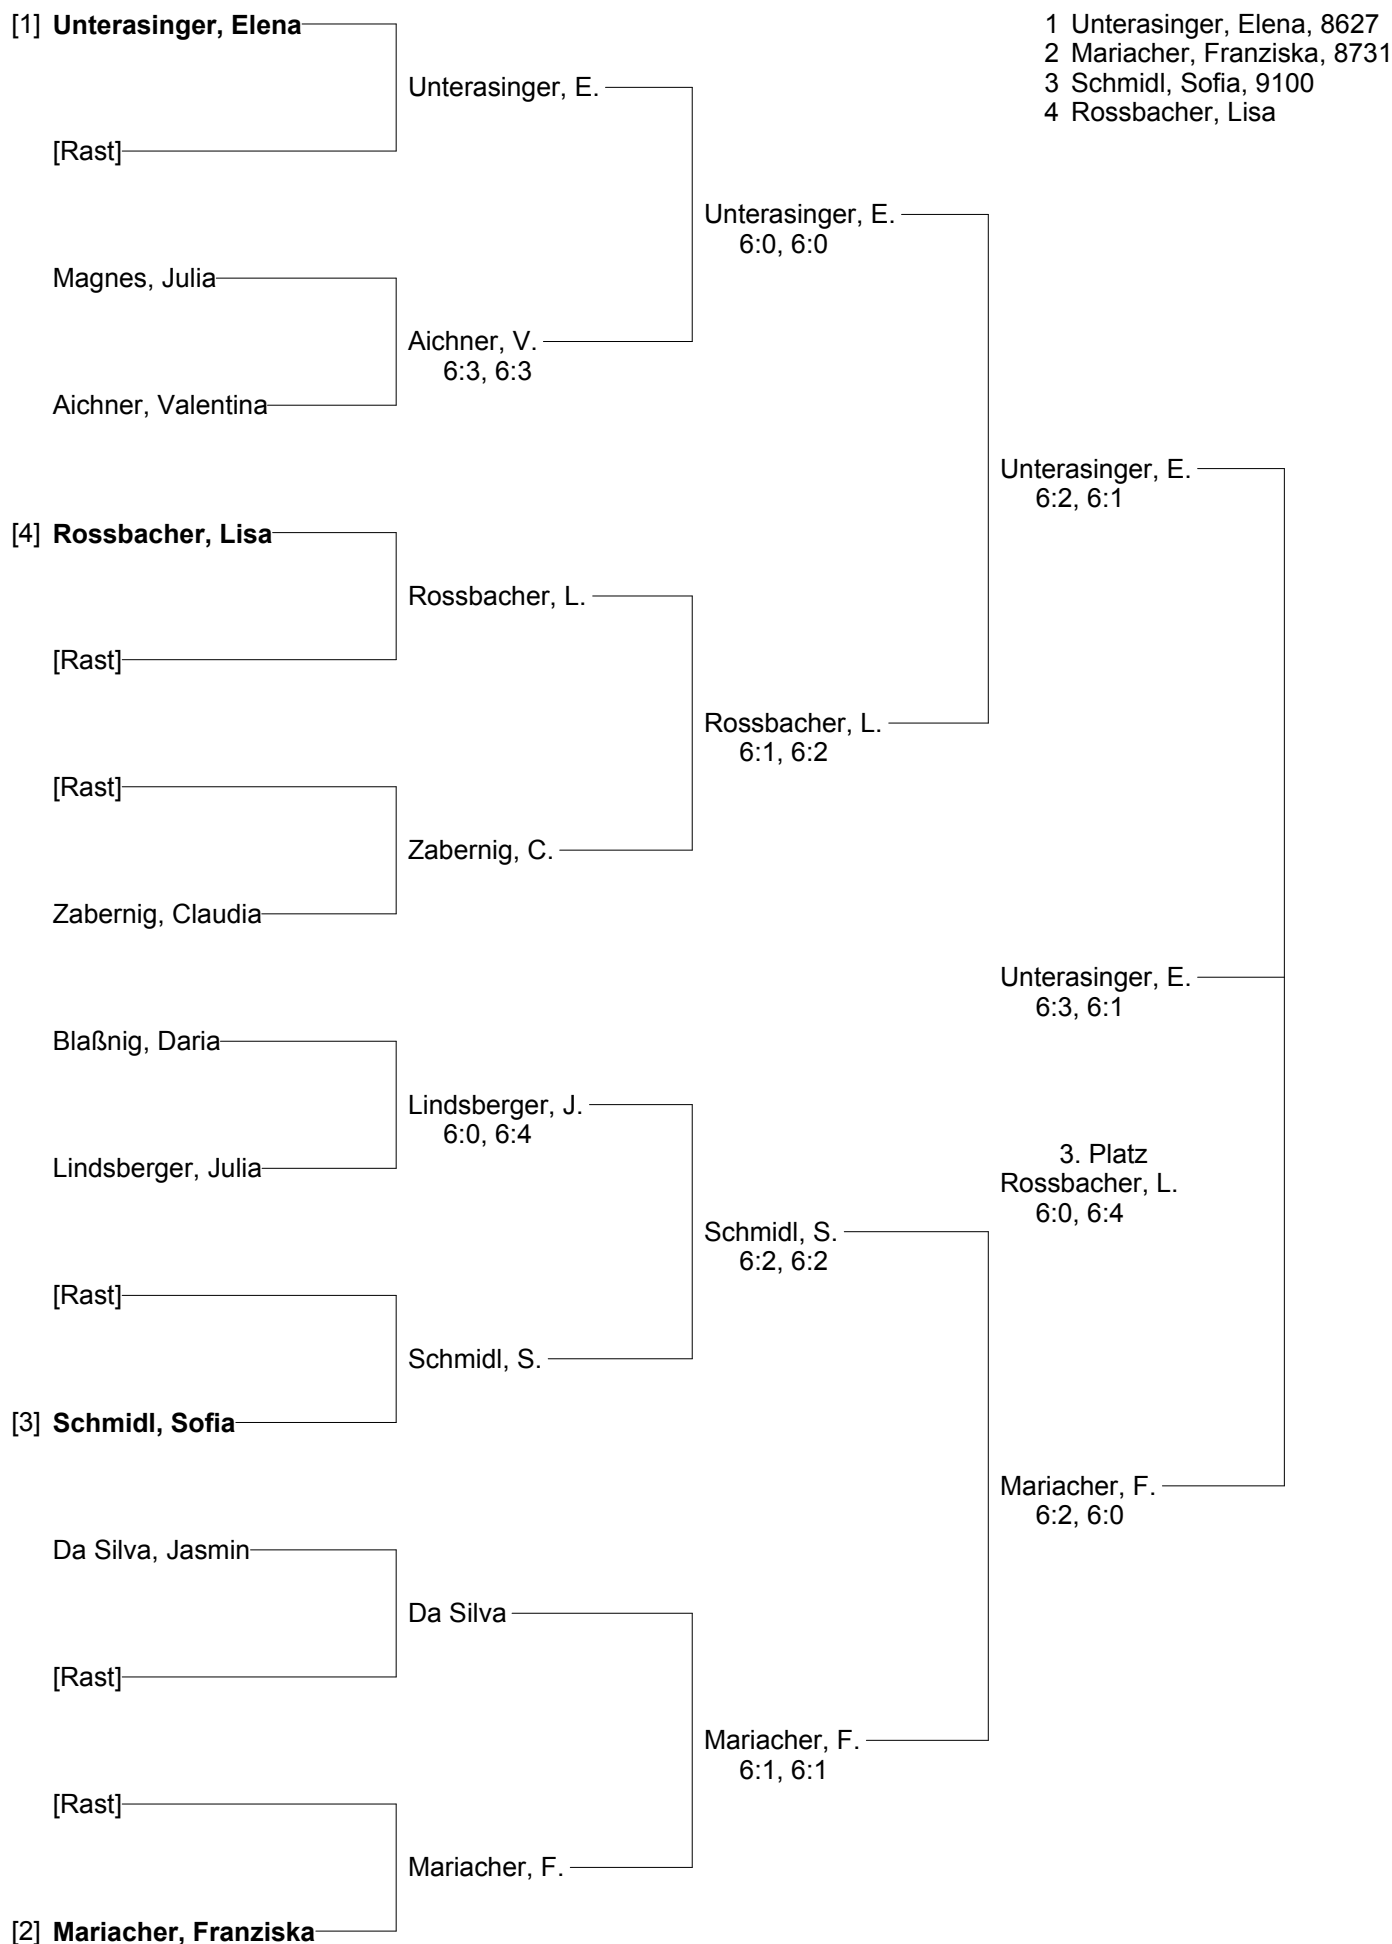 [1] Unterasinger, Elena
1 Unterasinger, Elena, 8627
2 Mariacher, Franziska, 8731
3 Schmidl, Sofia, 9100
4 Rossbacher, Lisa
Unterasinger, E.
[Rast]
Unterasinger, E.
6:0, 6:0
Magnes, Julia
Aichner, V.
6:3, 6:3
Aichner, Valentina
Unterasinger, E.
6:2, 6:1
[4] Rossbacher, Lisa
Rossbacher, L.
[Rast]
Rossbacher, L.
6:1, 6:2
[Rast]
Zabernig, C.
Zabernig, Claudia
Unterasinger, E.
6:3, 6:1
Blaßnig, Daria
Lindsberger, J.
6:0, 6:4
Lindsberger, Julia
3. Platz
Rossbacher, L.
6:0, 6:4
Schmidl, S.
6:2, 6:2
[Rast]
Schmidl, S.
[3] Schmidl, Sofia
Mariacher, F.
6:2, 6:0
Da Silva, Jasmin
Da Silva
[Rast]
Mariacher, F.
6:1, 6:1
[Rast]
Mariacher, F.
[2] Mariacher, Franziska